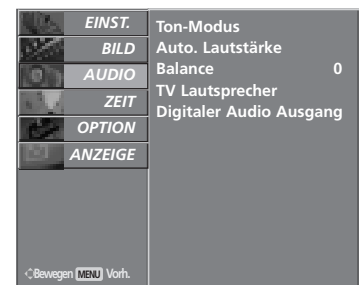 EINST.
BILD
AUDIO
ZEIT
OPTION
ANZEIGE
Bewegen MENU Vorh.
Ton-Modus
Auto. Lautstärke
Balance 0
TV Lautsprecher
Digitaler Audio Ausgang